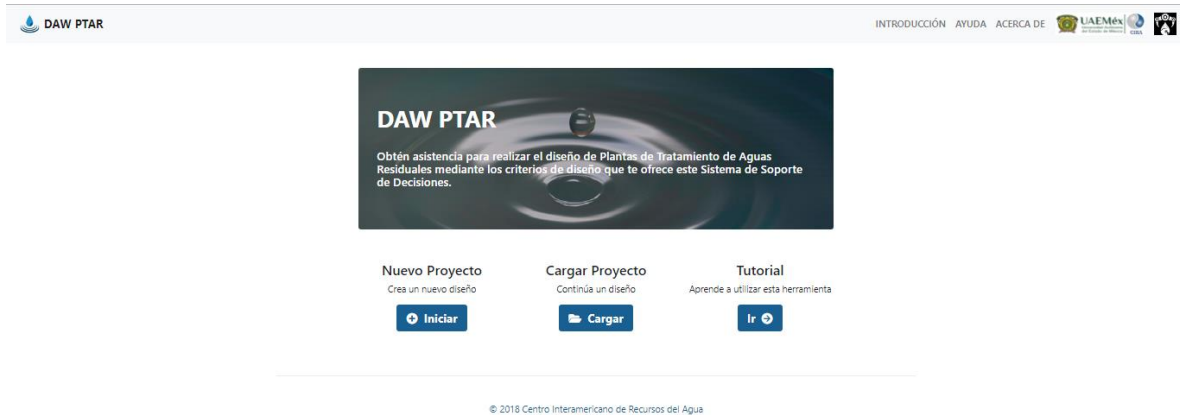 DAW PTAR
INTRODUCCIÓN AYUDA ACERCA DE
UAEMéx
DAW PTAR
Obtén asistencia para realizar el diseño de Plantas de Tratamiento de Aguas
Residuales mediante los criterios de diseño que te ofrece este Sistema de Soporte
de Decisiones.
Nuevo Proyecto
Crea un nuevo diseño
Iniciar
Cargar Proyecto
Continúa un diseño
Cargar
Tutorial
Aprende a utilizar esta herramienta
Ir
© 2018 Centro Interamericano de Recursos del Agua